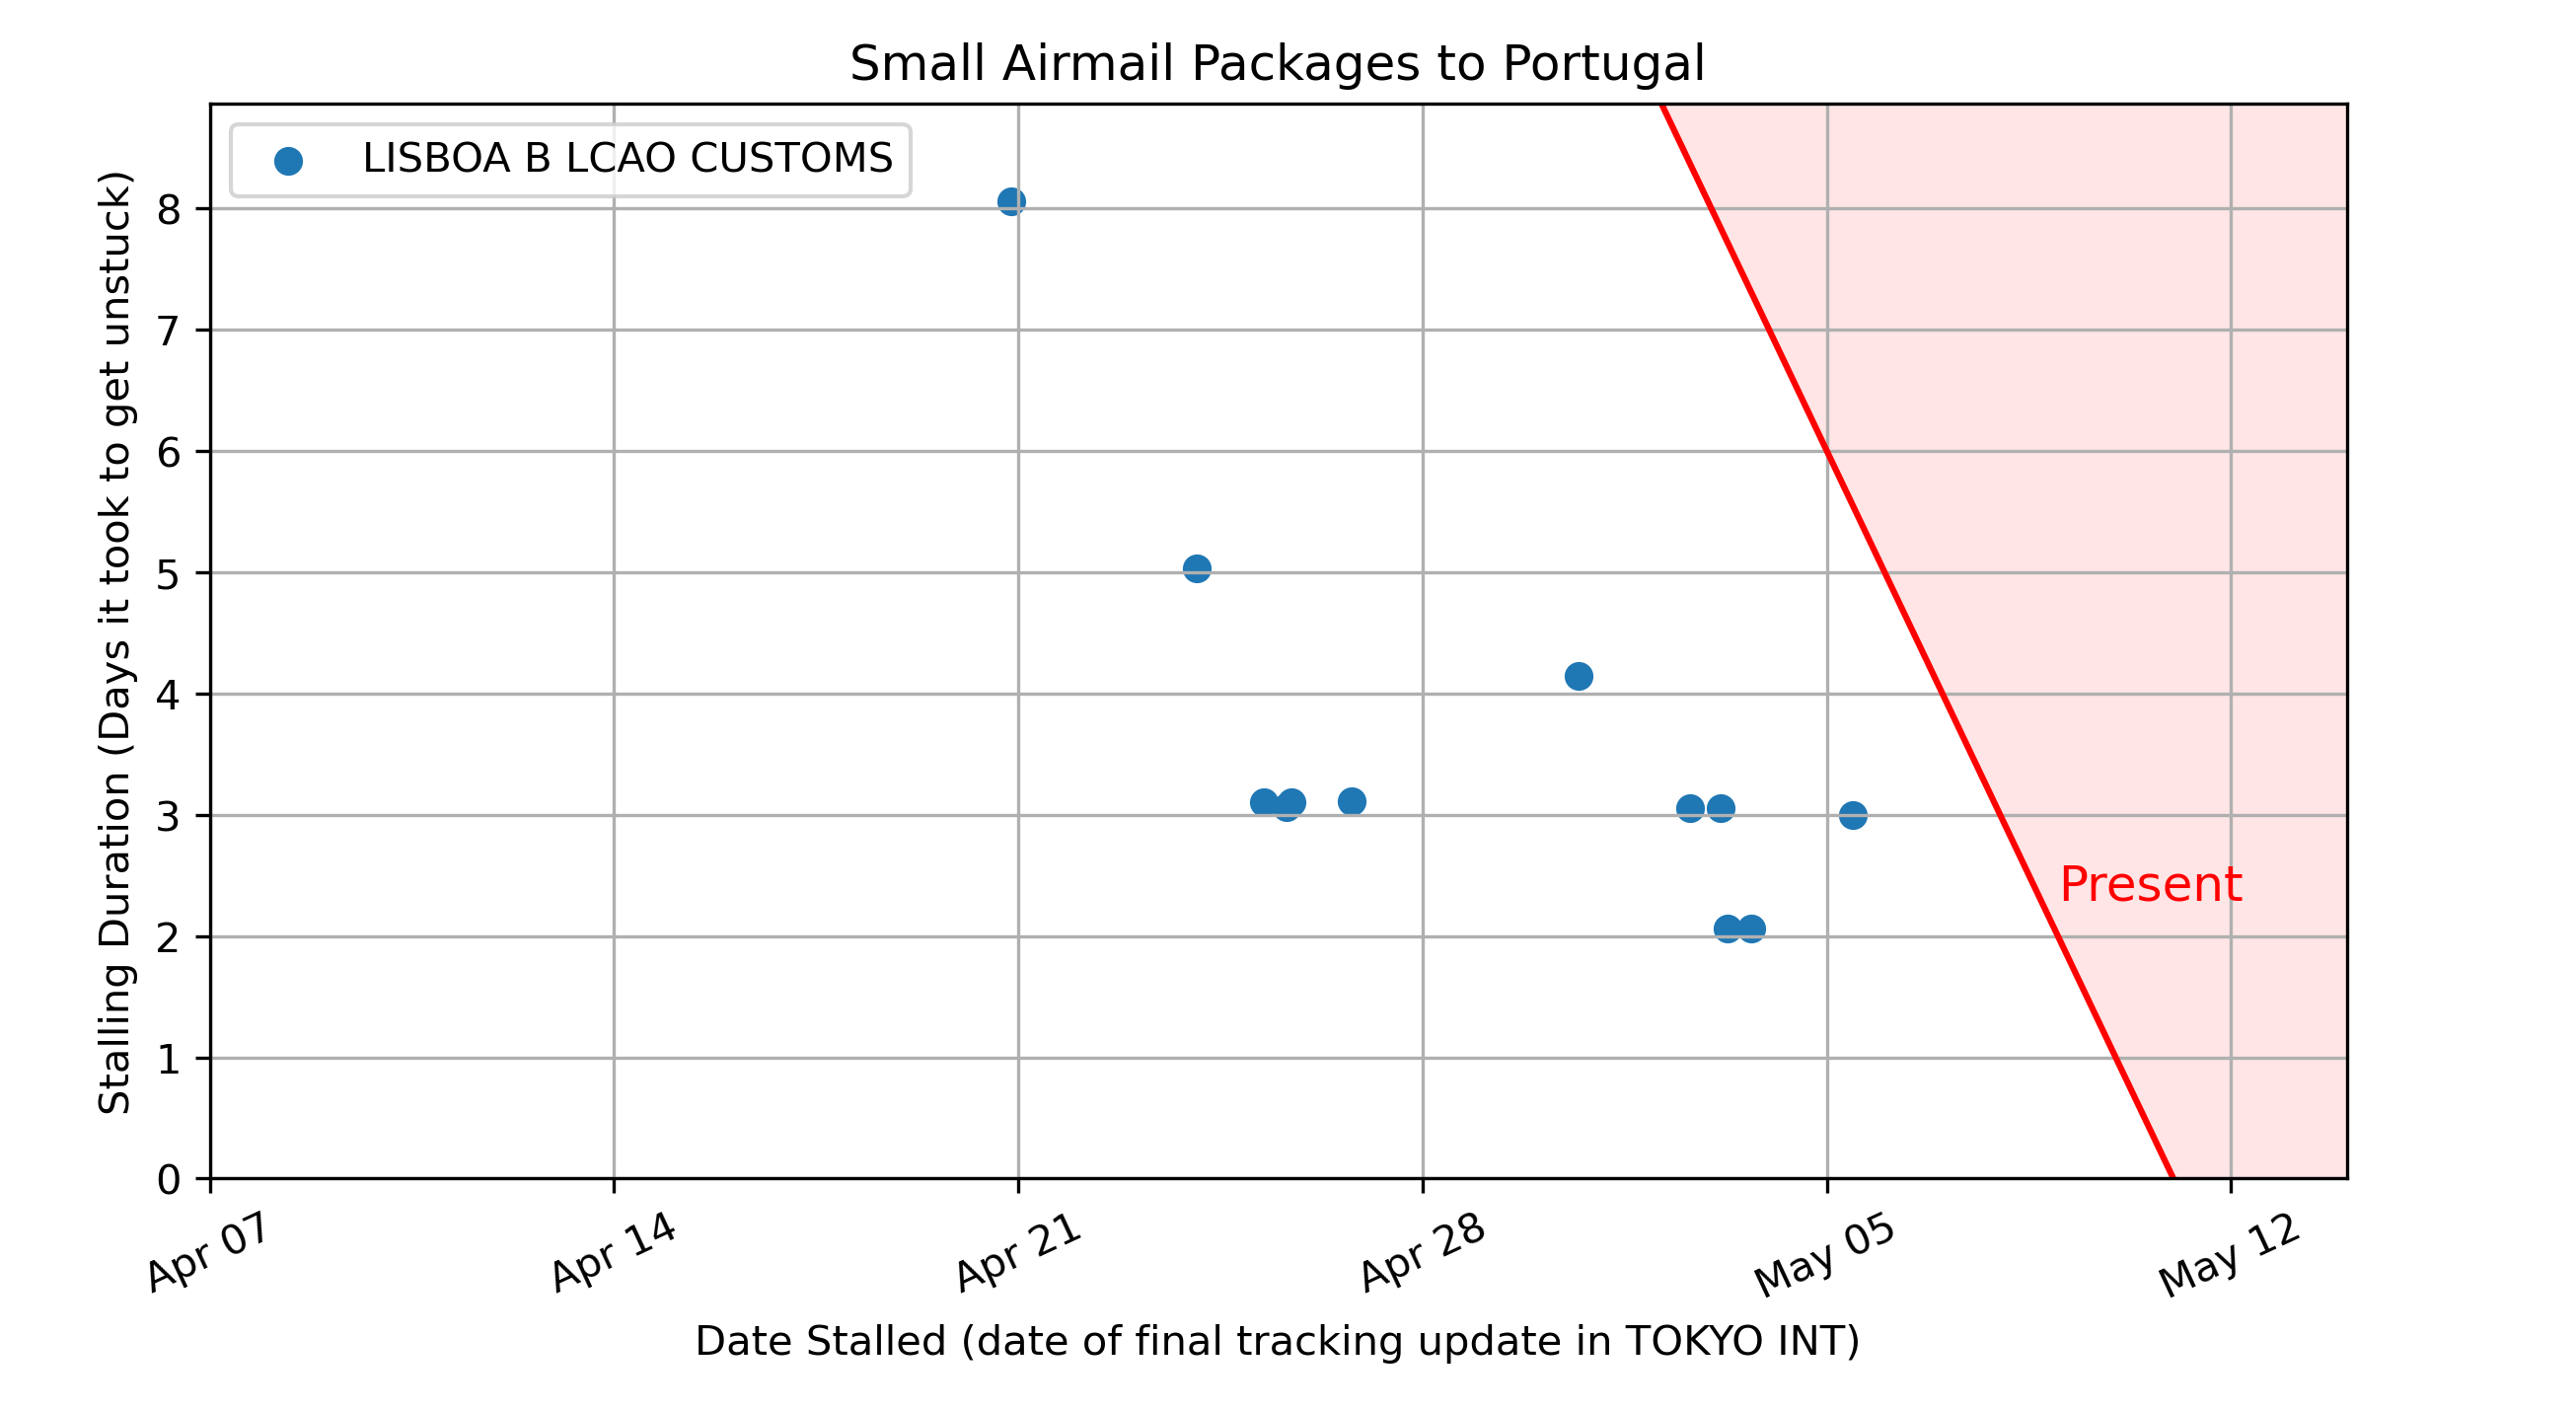 Small Airmail Packages to Portugal
LISBOA B LCAO CUSTOMS
Stalling Duration (Days it took to get unstuck)
8
7
6
5
4
3
2
1
0
Present
Apr 07
Apr 14
Apr 21
Apr 28
May 05
May 12
Date Stalled (date of final tracking update in TOKYO INT)